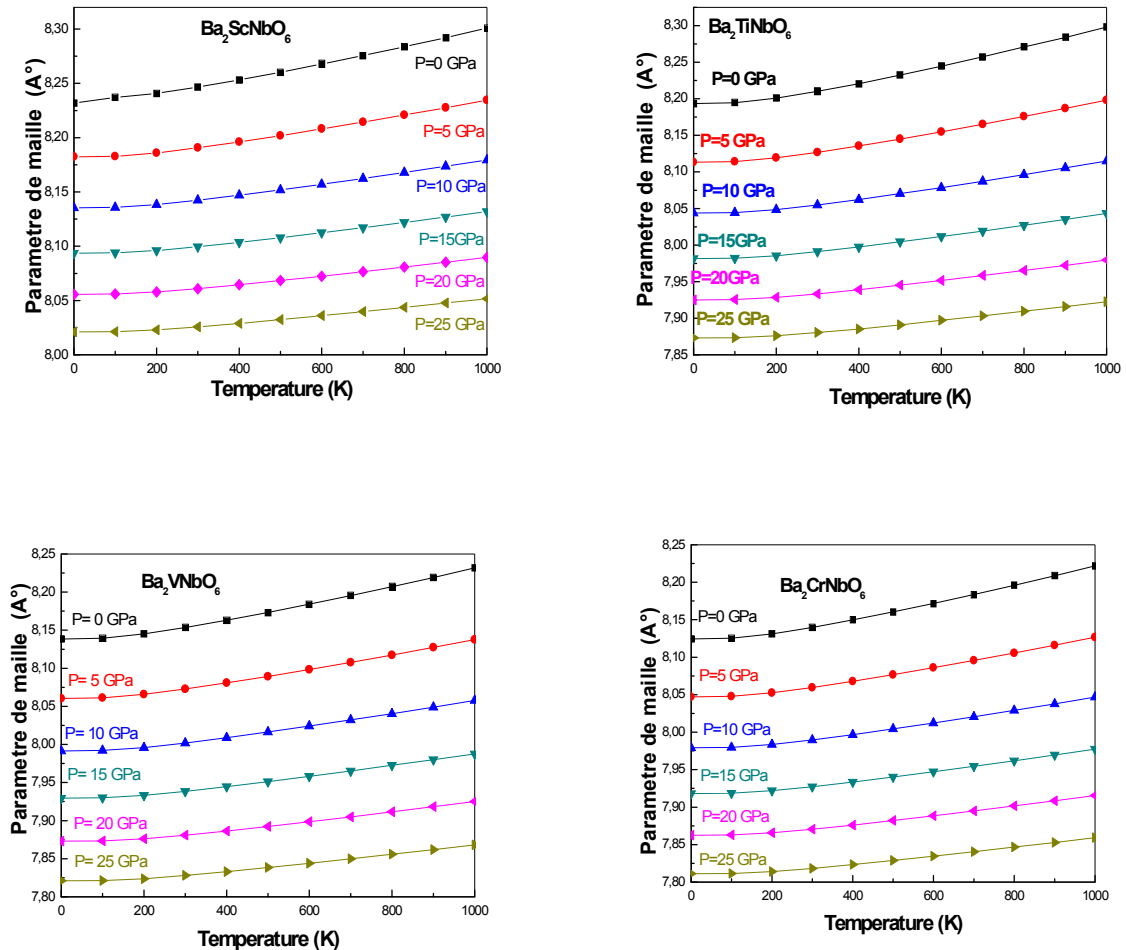 Ba2ScNbO6
Parametre de maille (A°)
8,30
8,25
8,20
8,15
8,10
8,05
8,00
P=0 GPa
P=5 GPa
P=10 GPa
P=15GPa
P=20 GPa
P=25 GPa
0 200 400 600 800 1000
Temperature (K)
Ba2TiNbO6
Parametre de maille (A°)
8,30
8,25
8,20
8,15
8,10
8,05
8,00
7,95
7,90
7,85
P=0 GPa
P=5 GPa
P=10 GPa
P=15GPa
P=20GPa
P=25 GPa
0 200 400 600 800 1000
Temperature (K)
Ba2VNbO6
Parametre de maille (A°)
8,25
8,20
8,15
8,10
8,05
8,00
7,95
7,90
7,85
7,80
P= 0 GPa
P= 5 GPa
P= 10 GPa
P= 15 GPa
P= 20 GPa
P= 25 GPa
0 200 400 600 800 1000
Temperature (K)
Ba2CrNbO6
Parametre de maille (A°)
8,25
8,20
8,15
8,10
8,05
8,00
7,95
7,90
7,85
7,80
P=0 GPa
P=5 GPa
P=10 GPa
P=15 GPa
P=20 GPa
P=25 GPa
0 200 400 600 800 1000
Temperature (K)